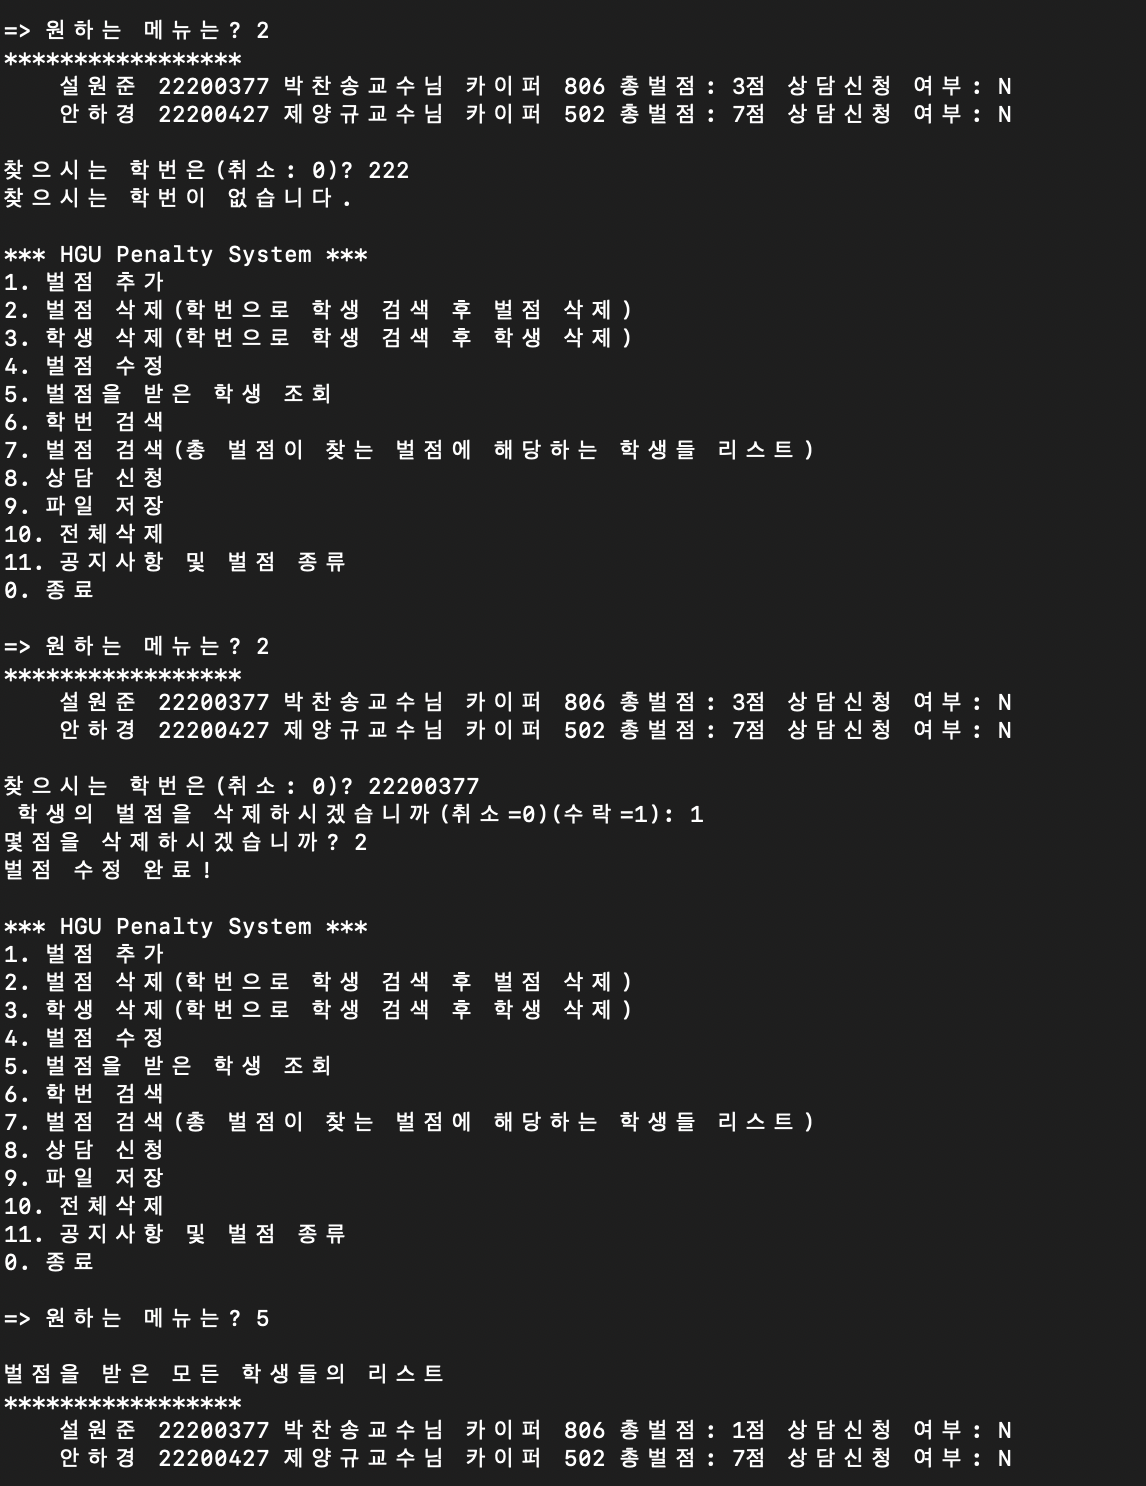 => 원하는 메뉴는? 2
*****************
설원준 22200377 박찬송교수님 카이퍼 806 총벌점: 3점 상담신청 여부: N
안하경 22200427 제양규교수님 카이퍼 502 총벌점: 7점 상담신청 여부: N
찾으시는 학번은(취소: 0)? 222
찾으시는 학번이 없습니다.
*** HGU Penalty System ***
1. 벌점 추가
2. 벌점 삭제(학번으로 학생 검색 후 벌점 삭제)
3. 학생 삭제(학번으로 학생 검색 후 학생 삭제)
4. 벌점 수정
5. 벌점을 받은 학생 조회
6. 학번 검색
7. 벌점 검색(총 벌점이 찾는 벌점에 해당하는 학생들 리스트)
8. 상담 신청
9. 파일 저장
10. 전체삭제
11. 공지사항 및 벌점 종류
0. 종료
=> 원하는 메뉴는? 2
*****************
설원준 22200377 박찬송교수님 카이퍼 806 총벌점: 3점 상담신청 여부: N
안하경 22200427 제양규교수님 카이퍼 502 총벌점: 7점 상담신청 여부: N
찾으시는 학번은(취소: 0)? 22200377
학생의 벌점을 삭제하시겠습니까(취소=0)(수락=1): 1
몇점을 삭제하시겠습니까? 2
벌점 수정 완료!
*** HGU Penalty System ***
1. 벌점 추가
2. 벌점 삭제(학번으로 학생 검색 후 벌점 삭제)
3. 학생 삭제(학번으로 학생 검색 후 학생 삭제)
4. 벌점 수정
5. 벌점을 받은 학생 조회
6. 학번 검색
7. 벌점 검색(총 벌점이 찾는 벌점에 해당하는 학생들 리스트)
8. 상담 신청
9. 파일 저장
10. 전체삭제
11. 공지사항 및 벌점 종류
0. 종료
=> 원하는 메뉴는? 5
벌점을 받은 모든 학생들의 리스트
*****************
설원준 22200377 박찬송교수님 카이퍼 806 총벌점: 1점 상담신청 여부: N
안하경 22200427 제양규교수님 카이퍼 502 총벌점: 7점 상담신청 여부: N